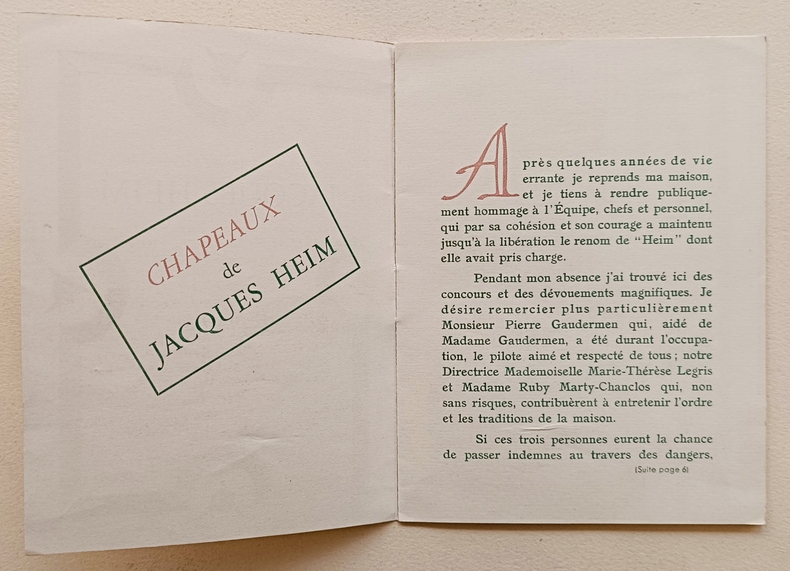 CHAPEAUX
de
JACQUES HEIM
Après quelques années de vie
errante je reprends ma maison,
et je tiens à rendre publique-
ment hommage à l'Équipe, chefs et personnel,
qui par sa cohésion et son courage a maintenu
jusqu'à la libération le renom de “Heim” dont
elle avait pris charge.
Pendant mon absence j'ai trouvé ici des
concours et des dévouements magnifiques. Je
désire remercier plus particulièrement
Monsieur Pierre Gaudermen qui, aidé de
Madame Gaudermen, a été durant l'occupa-
tion, le pilote aimé et respecté de tous ; notre
Directrice Mademoiselle Marie-Thérèse Legris
et Madame Ruby Marty-Chanclos qui, non
sans risques, contribuèrent à entretenir l'ordre
et les traditions de la maison.
Si ces trois personnes eurent la chance
de passer indemnes au travers des dangers,
(Suite page 6)